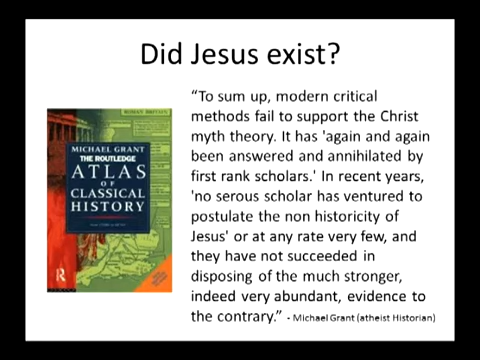 Did Jesus exist?
“To sum up, modern critical
methods fail to support the Christ
myth theory. It has 'again and again
been answered and annihilated by
first rank scholars.' In recent years,
'no serous scholar has ventured to
postulate the non historicity of
Jesus' or at any rate very few, and
they have not succeeded in
disposing of the much stronger,
indeed very abundant, evidence to
the contrary.” - Michael Grant (atheist Historian)
MICHAEL GRANT
THE ROUTLEDGE
ATLAS
OF
CLASSICAL
HISTORY
R